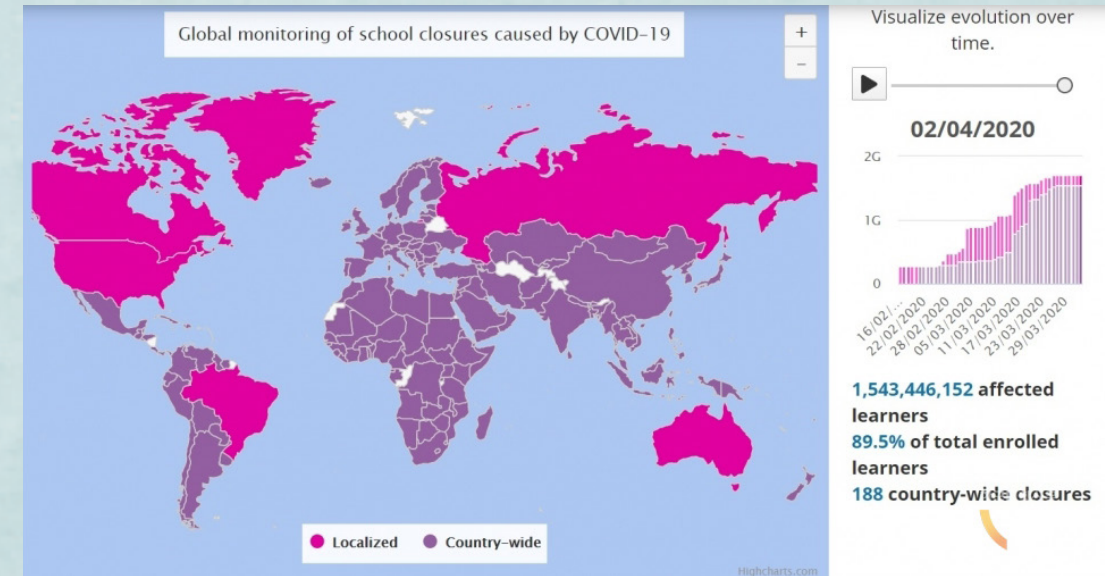 Global monitoring of school closures caused by COVID-19
+
−
Localized
Country-wide
Highcharts.com
Visualize evolution over
time.
02/04/2020
2G
1G
0
16/02/...
22/02/2020
28/02/2020
05/03/2020
11/03/2020
17/03/2020
23/03/2020
29/03/2020
1,543,446,152 affected
learners
89.5% of total enrolled
learners
188 country-wide closures